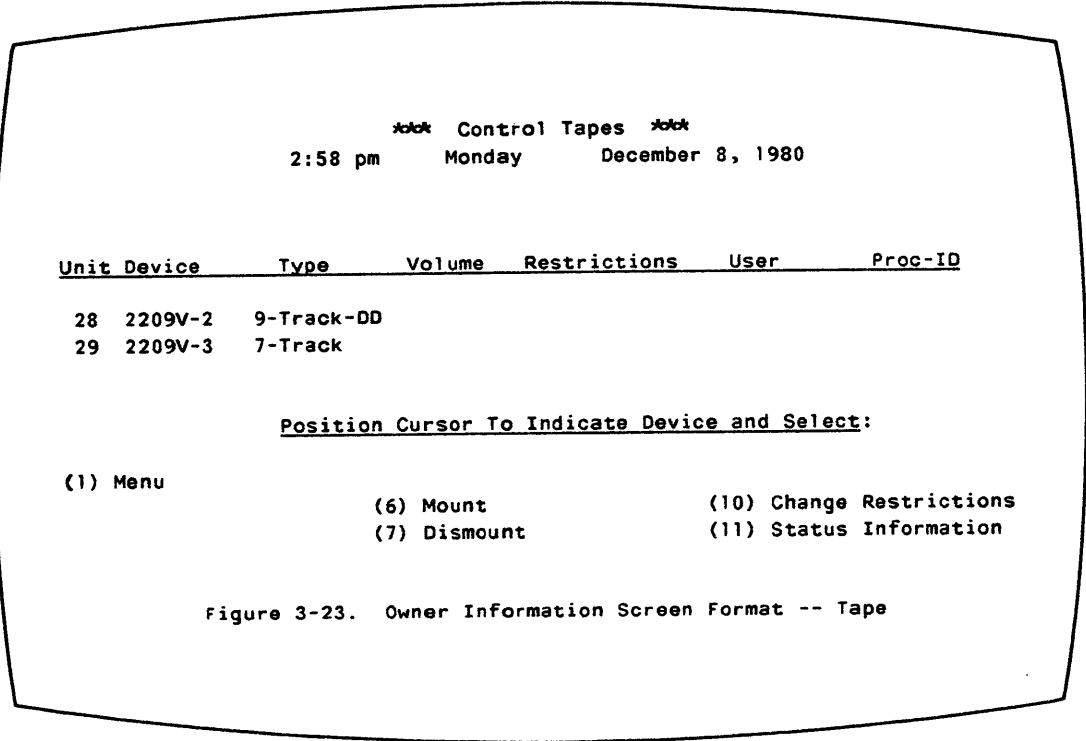 *** Control Tapes ***
2:58 pm Monday December 8, 1980
Unit Device Type Volume Restrictions User Proc-ID
28 2209V-2 9-Track-DD
29 2209V-3 7-Track
Position Cursor To Indicate Device and Select:
(1) Menu
(6) Mount (10) Change Restrictions
(7) Dismount (11) Status Information
Figure 3-23. Owner Information Screen Format -- Tape